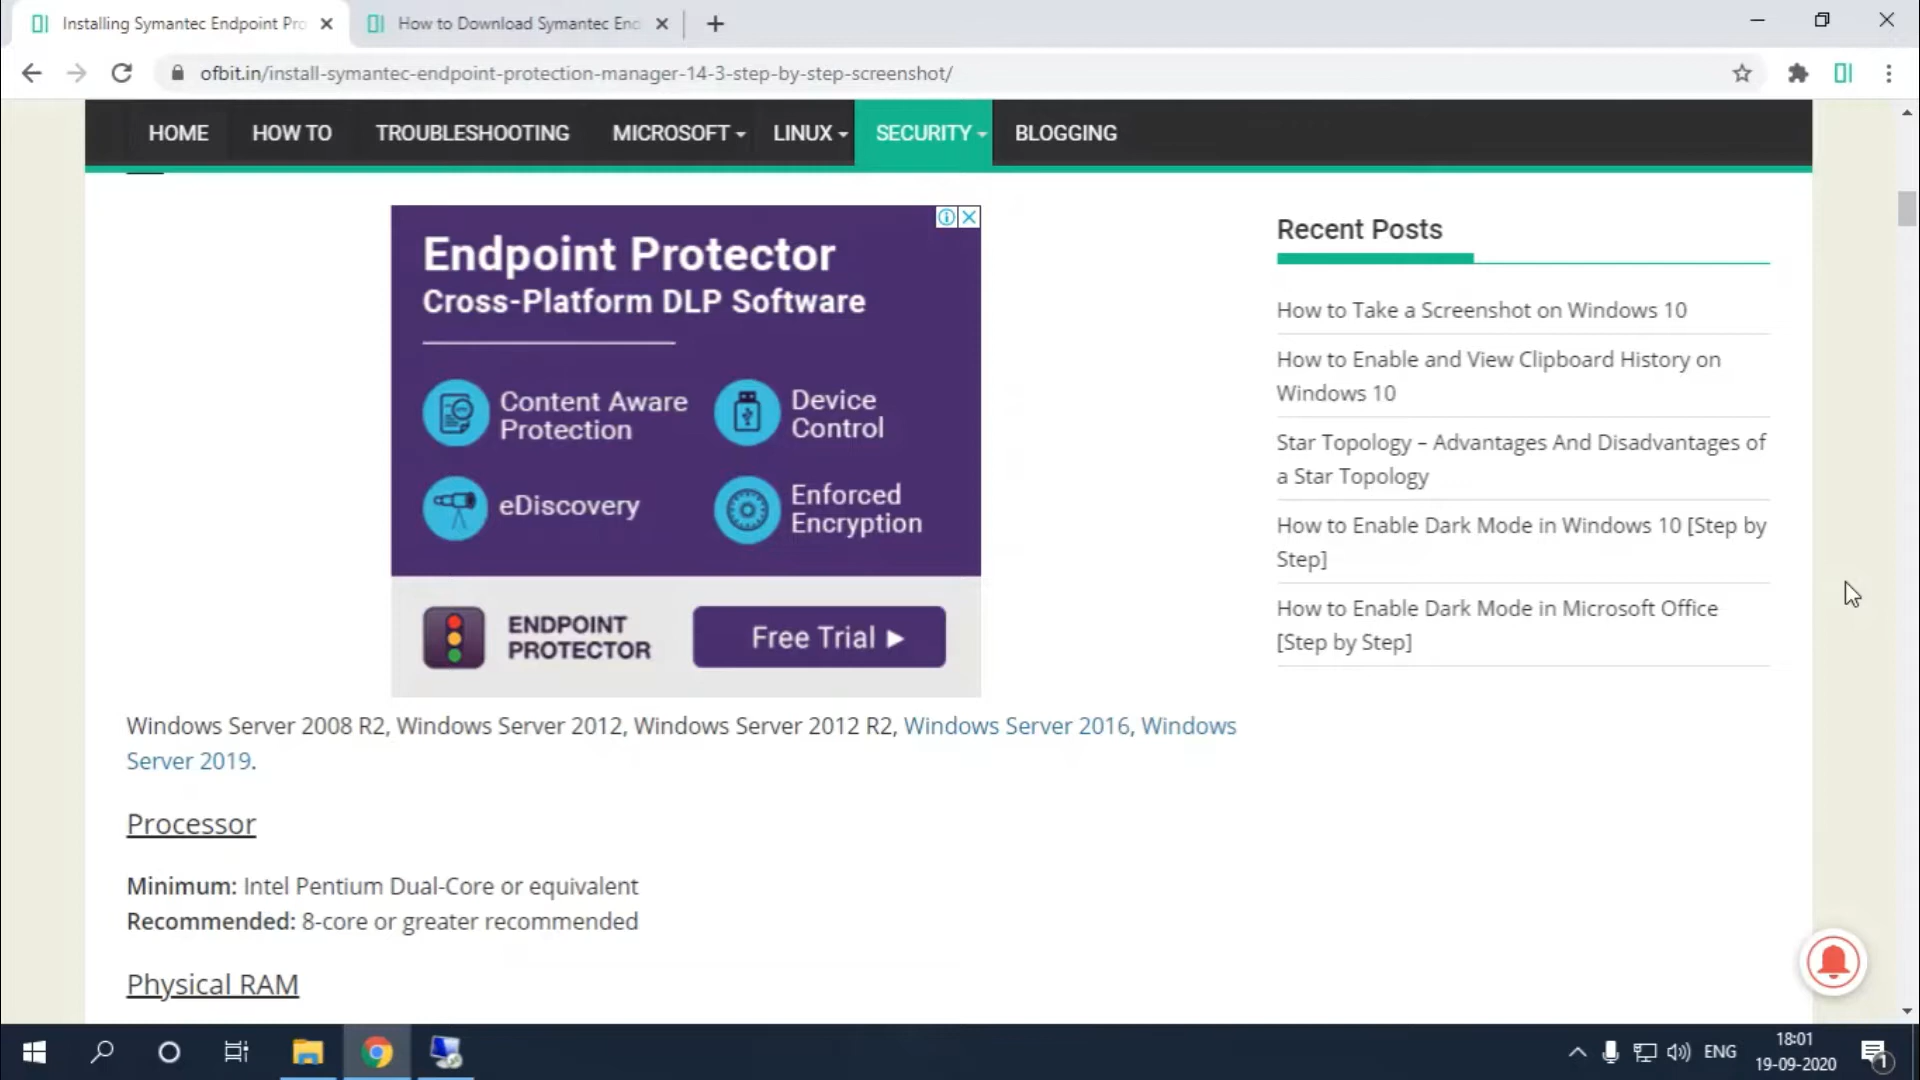 Installing Symantec Endpoint Pro
How to Download Symantec End
ofbit.in/install-symantec-endpoint-protection-manager-14-3-step-by-step-screenshot/
HOME HOW TO TROUBLESHOOTING MICROSOFT LINUX SECURITY BLOGGING
Endpoint Protector
Cross-Platform DLP Software
Content Aware
Protection
Device
Control
eDiscovery
Enforced
Encryption
ENDPOINT
PROTECTOR
Free Trial
Recent Posts
How to Take a Screenshot on Windows 10
How to Enable and View Clipboard History on
Windows 10
Star Topology – Advantages And Disadvantages of
a Star Topology
How to Enable Dark Mode in Windows 10 [Step by
Step]
How to Enable Dark Mode in Microsoft Office
[Step by Step]
Windows Server 2008 R2, Windows Server 2012, Windows Server 2012 R2, Windows Server 2016, Windows
Server 2019.
Processor
Minimum: Intel Pentium Dual-Core or equivalent
Recommended: 8-core or greater recommended
Physical RAM
ENG
18:01
19-09-2020
1